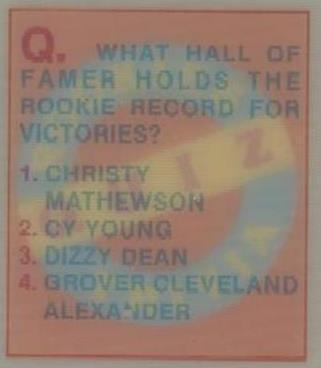 Q. WHAT HALL OF
FAMER HOLDS THE
ROOKIE RECORD FOR
VICTORIES?
1. CHRISTY
MATHEWSON
2. CY YOUNG
3. DIZZY DEAN
4. GROVER CLEVELAND
ALEXANDER